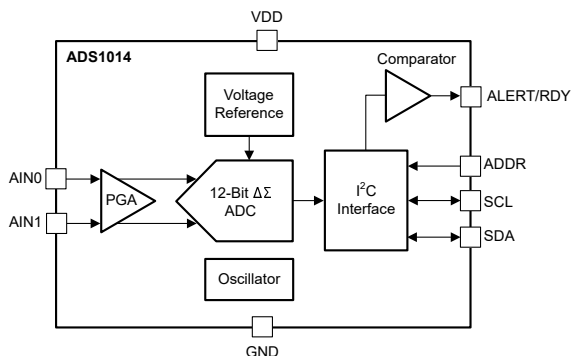 VDD
ADS1014
Comparator
Voltage
Reference
ALERT/RDY
ADDR
AIN0
PGA
12-Bit ΔΣ
ADC
I²C
Interface
SCL
AIN1
SDA
Oscillator
GND